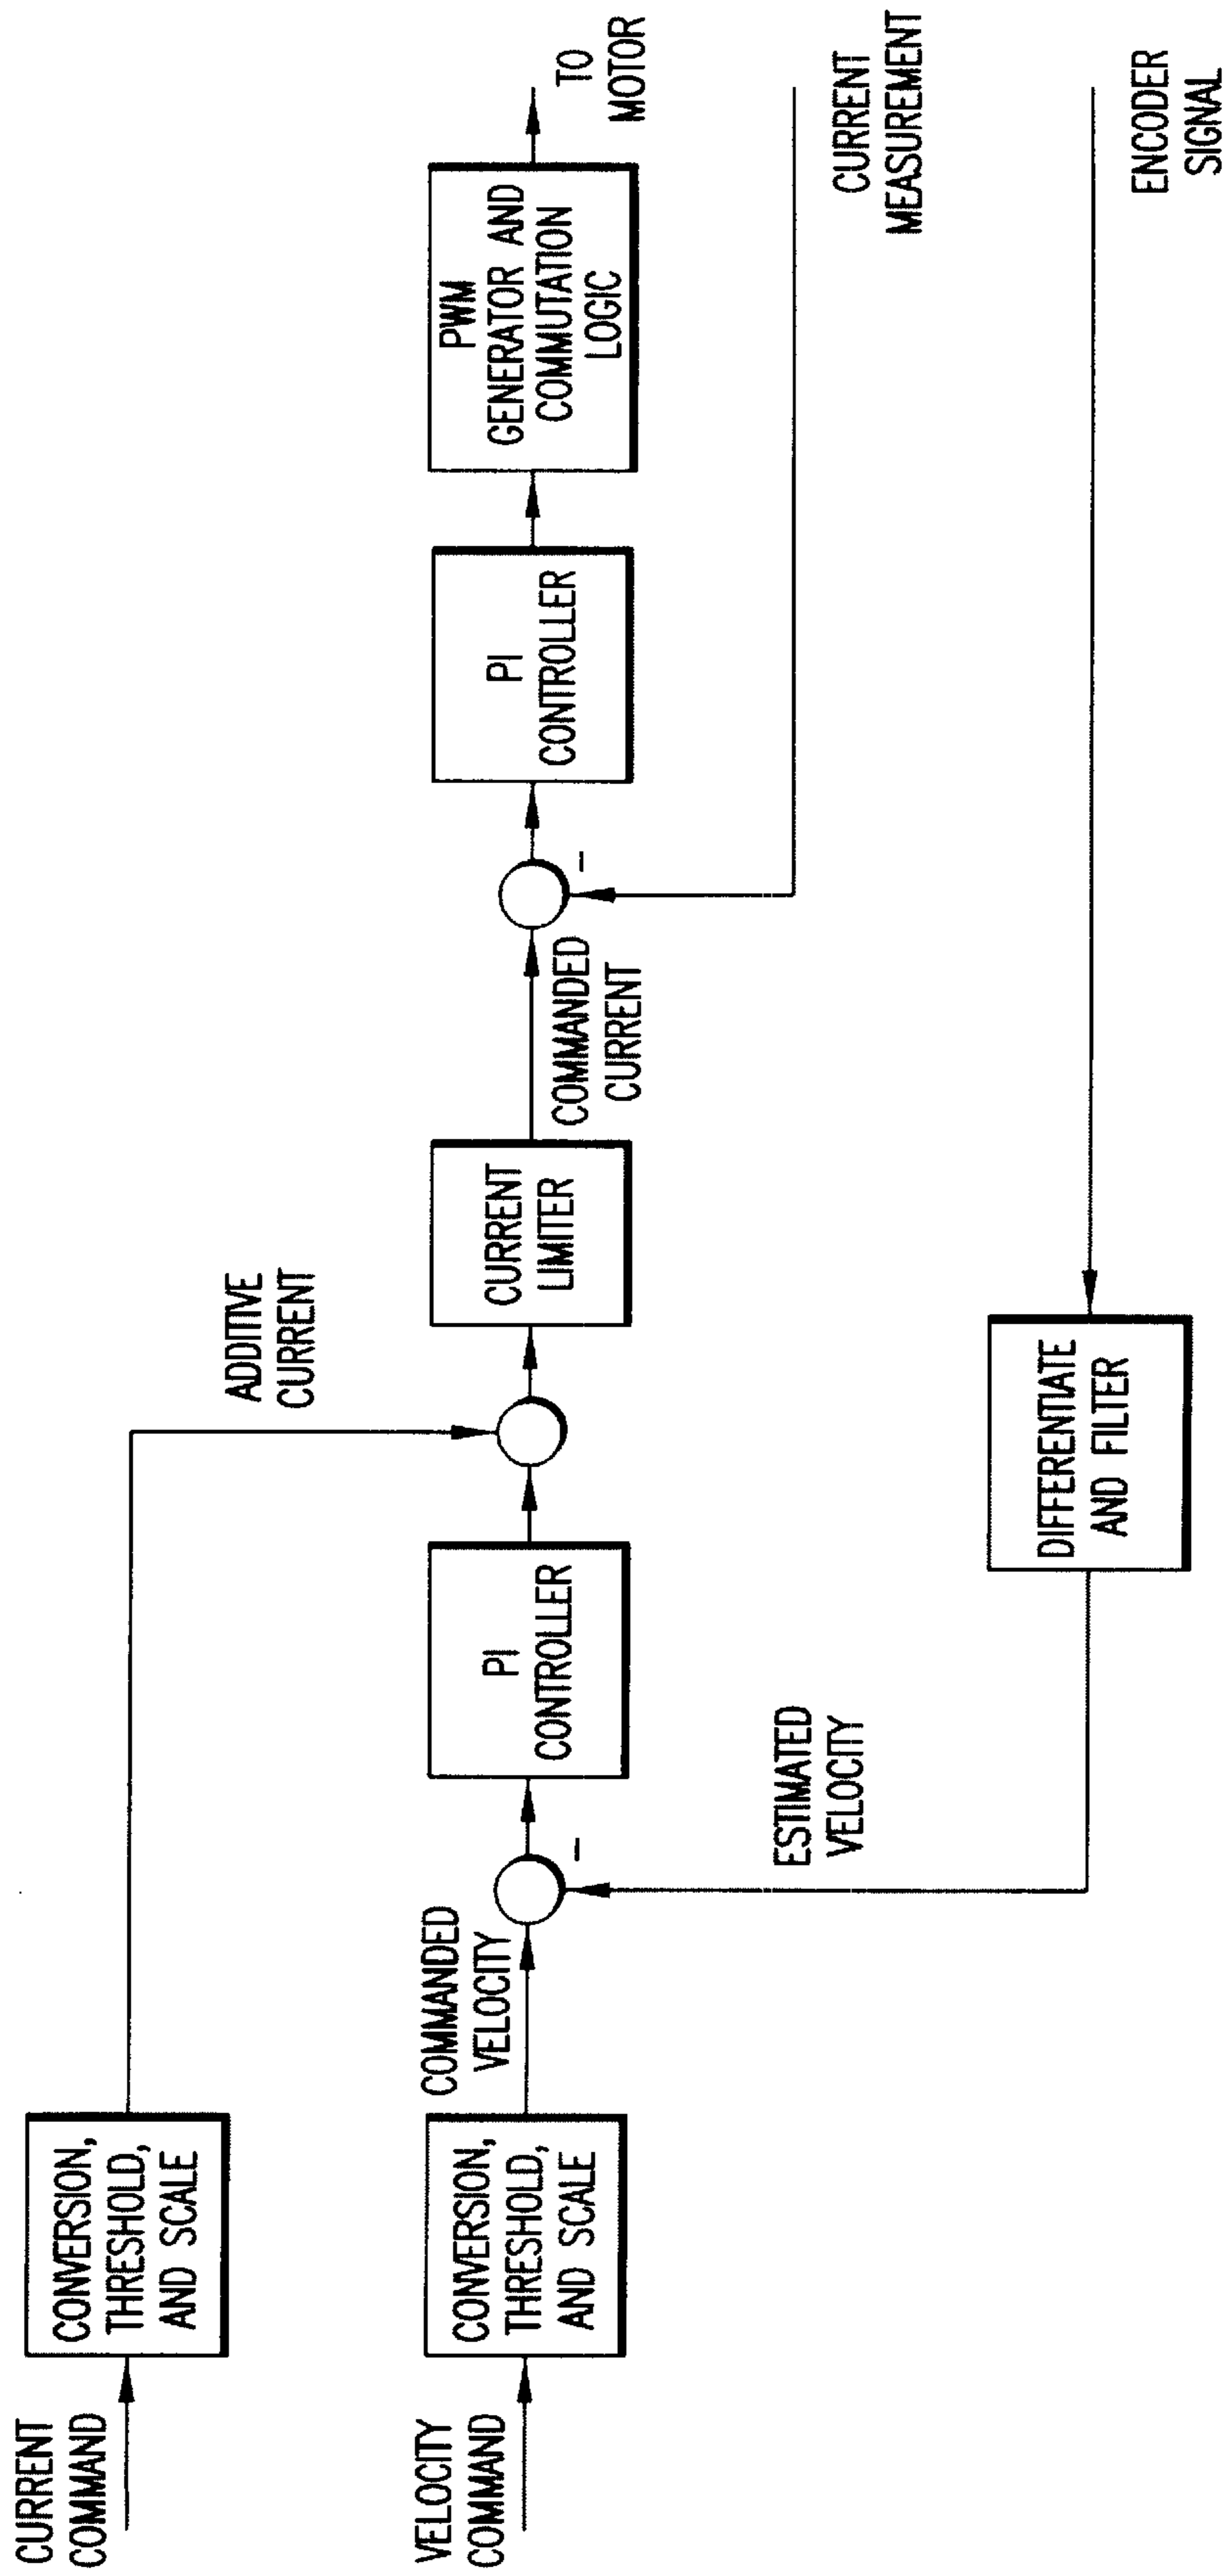 CURRENT
COMMAND
CONVERSION,
THRESHOLD,
AND SCALE
ADDITIVE
CURRENT
VELOCITY
COMMAND
CONVERSION,
THRESHOLD,
AND SCALE
COMMANDED
VELOCITY
–
PI
CONTROLLER
CURRENT
LIMITER
COMMANDED
CURRENT
–
PI
CONTROLLER
PWM
GENERATOR AND
COMMUTATION
LOGIC
TO
MOTOR
ESTIMATED
VELOCITY
CURRENT
MEASUREMENT
DIFFERENTIATE
AND FILTER
ENCODER
SIGNAL